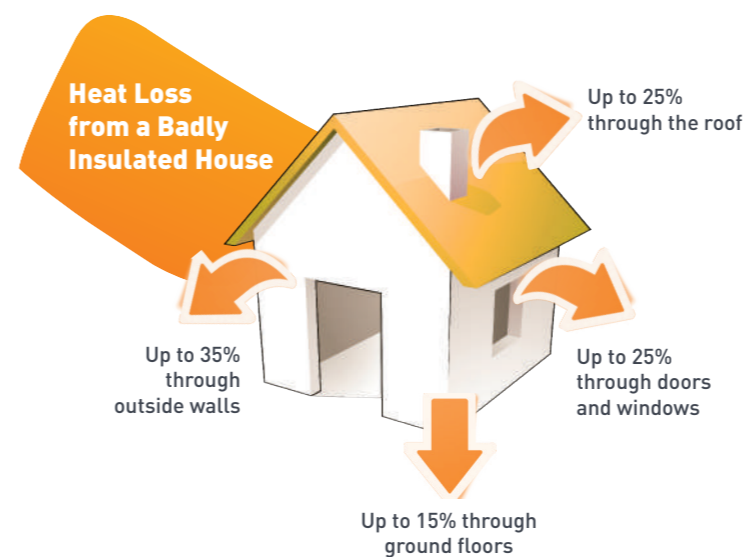 Heat Loss
from a Badly
Insulated House
Up to 25%
through the roof
Up to 35%
through
outside walls
Up to 25%
through doors
and windows
Up to 15% through
ground floors